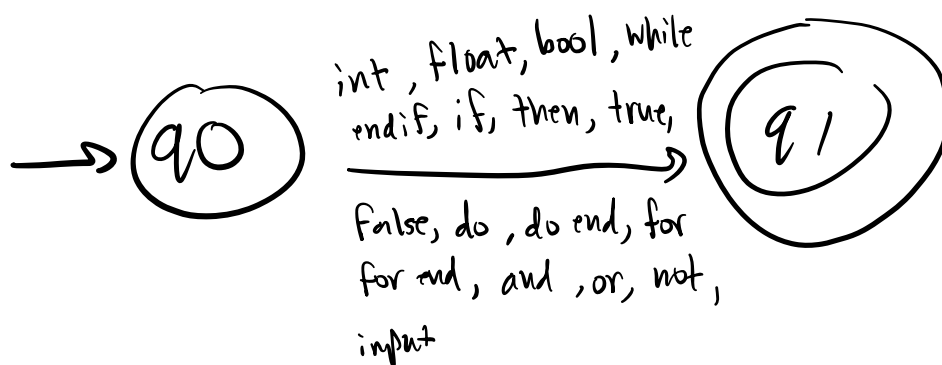 int, float, bool, while
endif, if, then, true,
q0
q1
False, do, do end, for
for end, and, or, not,
input